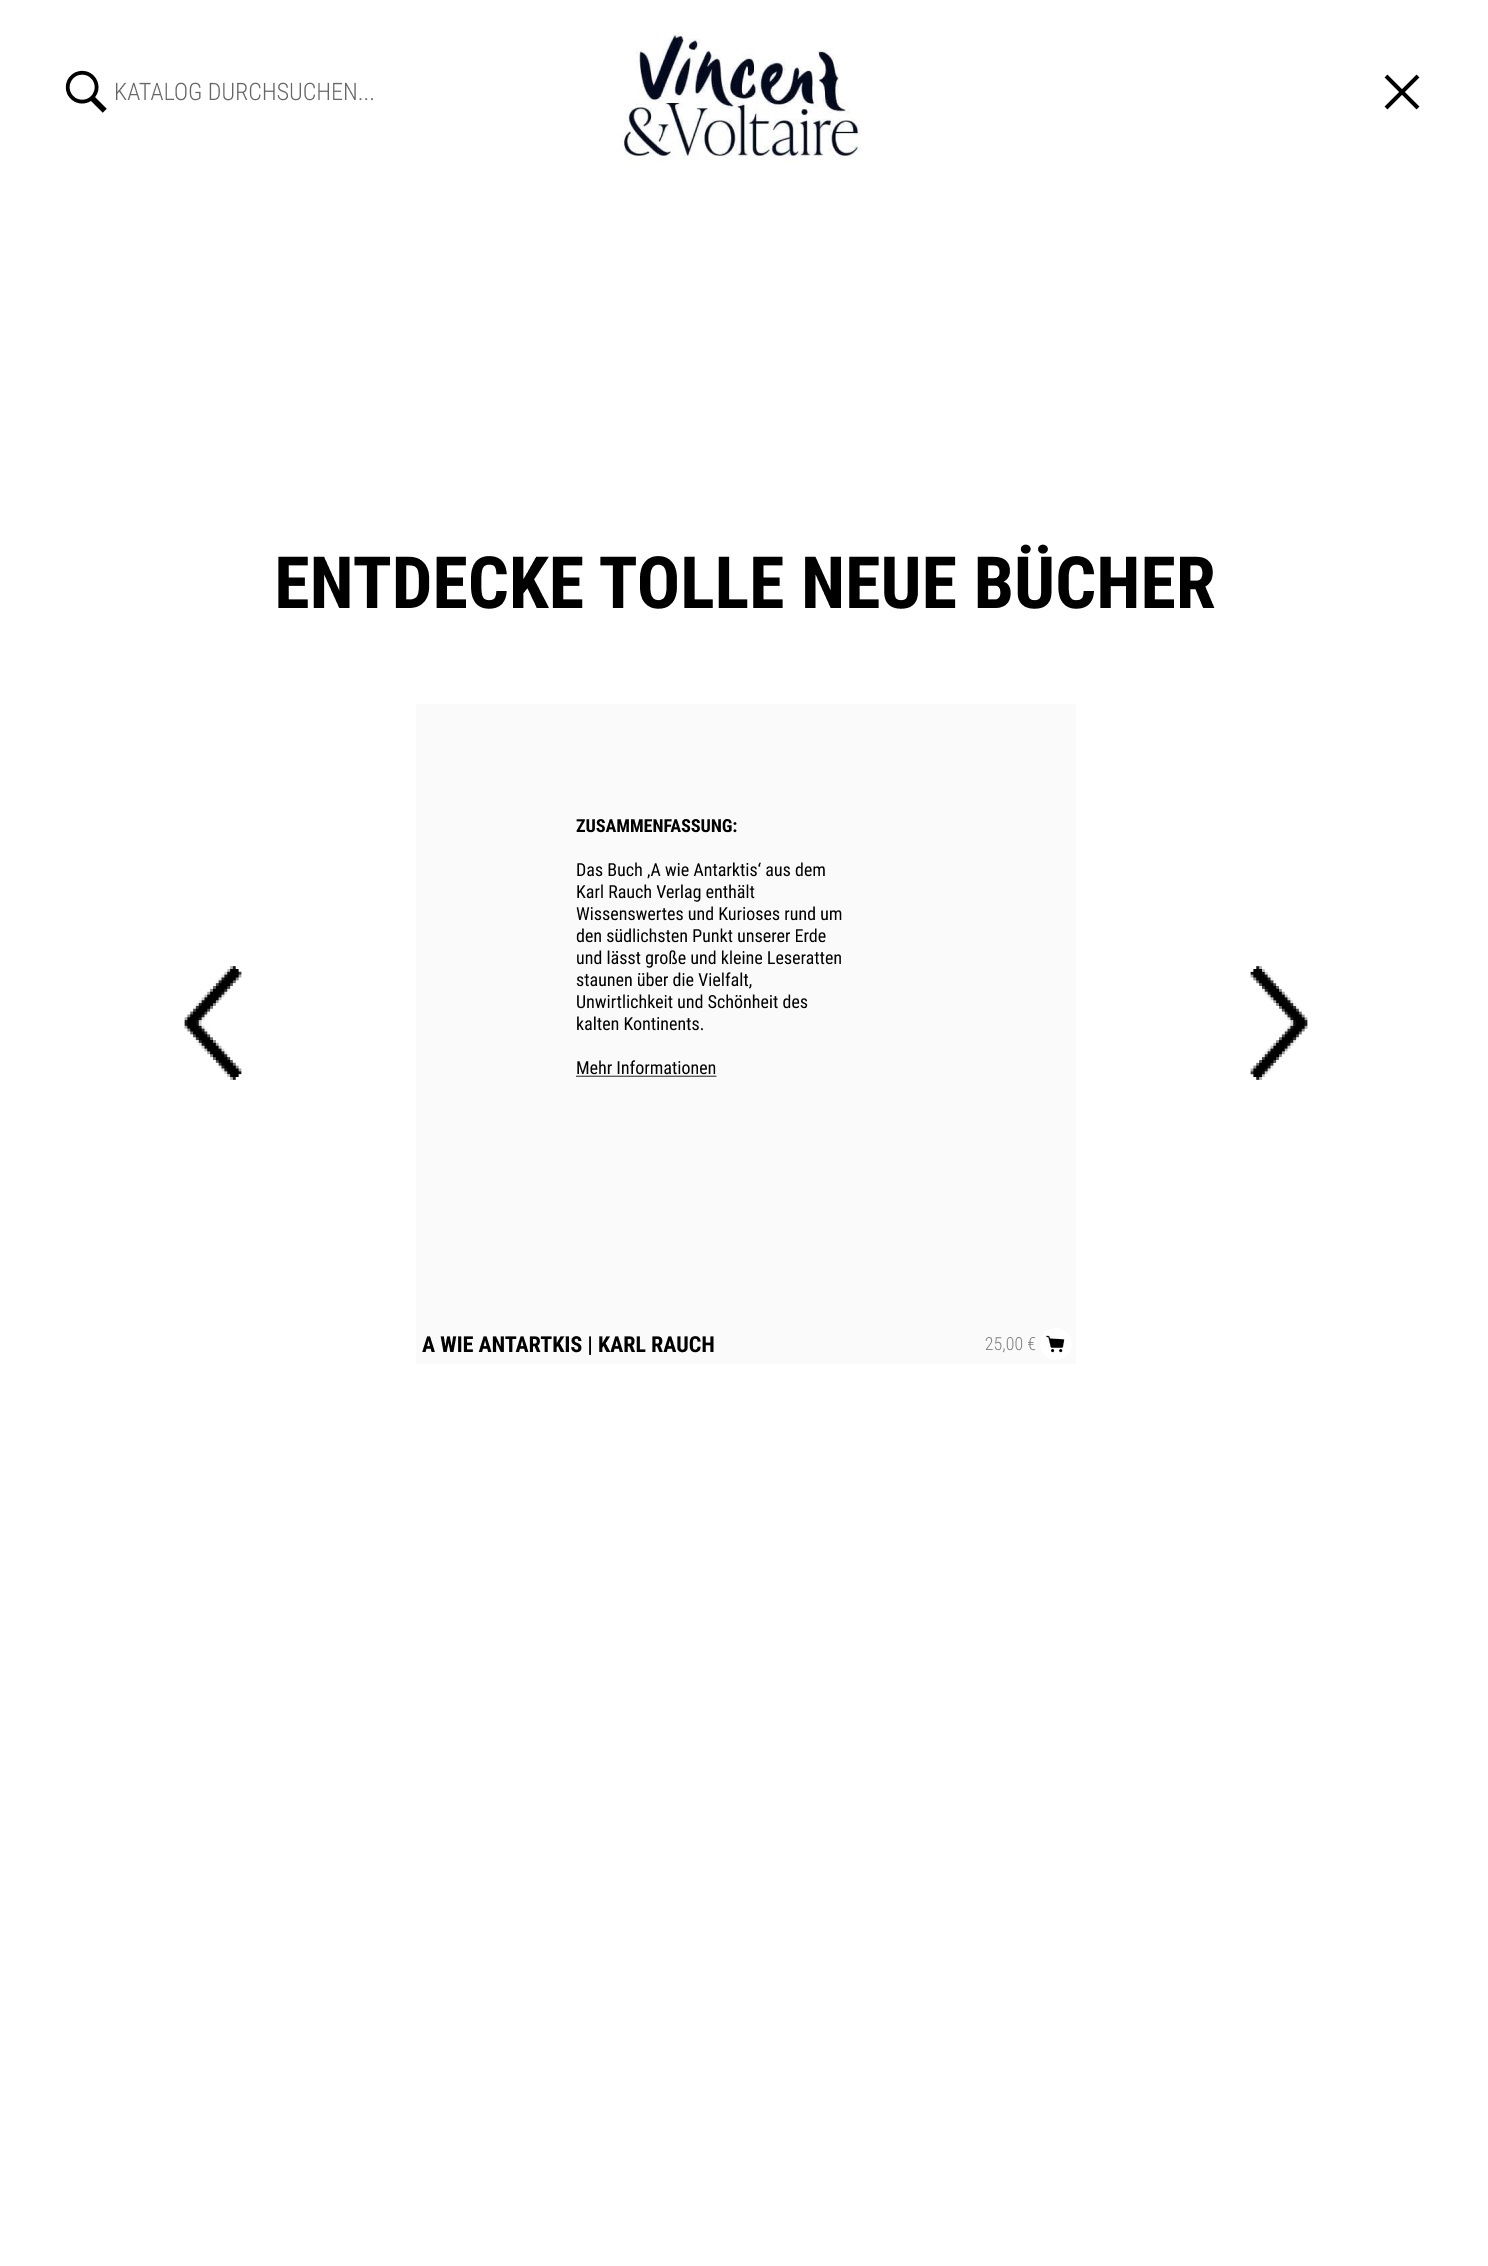 KATALOG DURCHSUCHEN...
Vincent
&Voltaire
ENTDECKE TOLLE NEUE BÜCHER
ZUSAMMENFASSUNG:
Das Buch ‚A wie Antarktis‘ aus dem
Karl Rauch Verlag enthält
Wissenswertes und Kurioses rund um
den südlichsten Punkt unserer Erde
und lässt große und kleine Leseratten
staunen über die Vielfalt,
Unwirtlichkeit und Schönheit des
kalten Kontinents.
Mehr Informationen
A WIE ANTARTKIS | KARL RAUCH
25,00 €